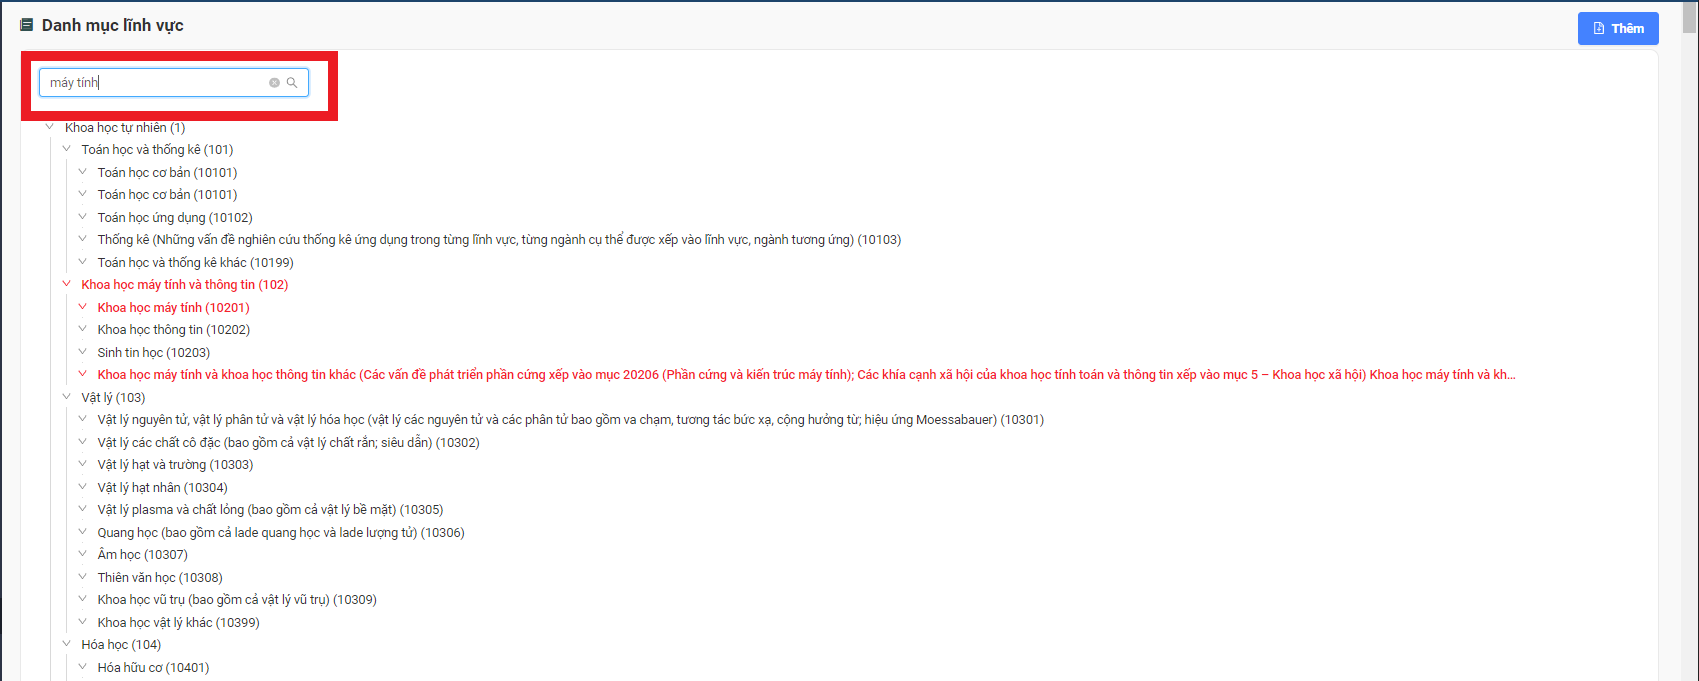 Danh mục lĩnh vực
Thêm
máy tính
Khoa học tự nhiên (1)
Toán học và thống kê (101)
Toán học cơ bản (10101)
Toán học cơ bản (10101)
Toán học ứng dụng (10102)
Thống kê (Những vấn đề nghiên cứu thống kê ứng dụng trong từng lĩnh vực, từng ngành cụ thể được xếp vào lĩnh vực, ngành tương ứng) (10103)
Toán học và thống kê khác (10199)
Khoa học máy tính và thông tin (102)
Khoa học máy tính (10201)
Khoa học thông tin (10202)
Sinh tin học (10203)
Khoa học máy tính và khoa học thông tin khác (Các vấn đề phát triển phần cứng xếp vào mục 20206 (Phần cứng và kiến trúc máy tính); Các khía cạnh xã hội của khoa học tính toán và thông tin xếp vào mục 5 – Khoa học xã hội) Khoa học máy tính và kh...
Vật lý (103)
Vật lý nguyên tử, vật lý phân tử và vật lý hóa học (vật lý các nguyên tử và các phân tử bao gồm va chạm, tương tác bức xạ, cộng hưởng từ; hiệu ứng Moessabauer) (10301)
Vật lý các chất cô đặc (bao gồm cả vật lý chất rắn; siêu dẫn) (10302)
Vật lý hạt và trường (10303)
Vật lý hạt nhân (10304)
Vật lý plasma và chất lỏng (bao gồm cả vật lý bề mặt) (10305)
Quang học (bao gồm cả lade quang học và lade lượng tử) (10306)
Âm học (10307)
Thiên văn học (10308)
Khoa học vũ trụ (bao gồm cả vật lý vũ trụ) (10309)
Khoa học vật lý khác (10399)
Hóa học (104)
Hóa hữu cơ (10401)